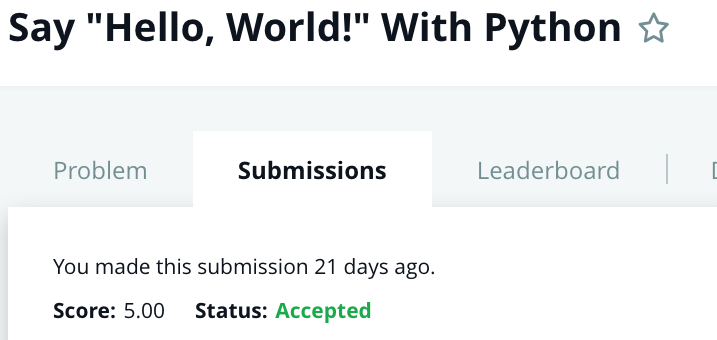 Say "Hello, World!" With Python
Problem Submissions Leaderboard
You made this submission 21 days ago.
Score: 5.00 Status: Accepted